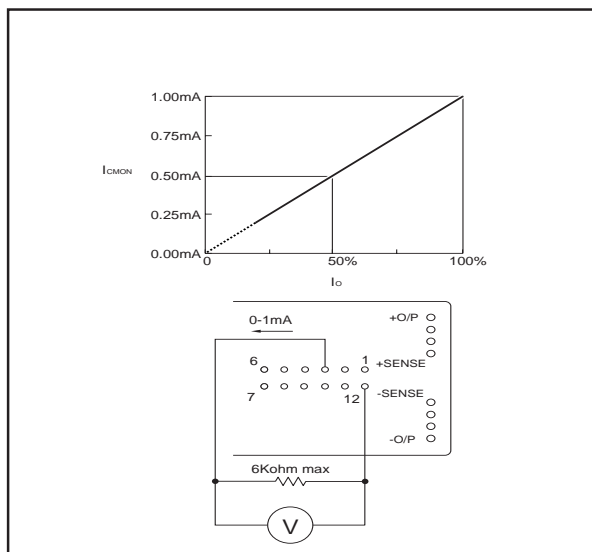 1.00mA
0.75mA
ICMON
0.50mA
0.25mA
0.00mA
0 50% 100%
IO
0-1mA
+O/P
6 1 +SENSE
7 12 -SENSE
-O/P
6Kohm max
V